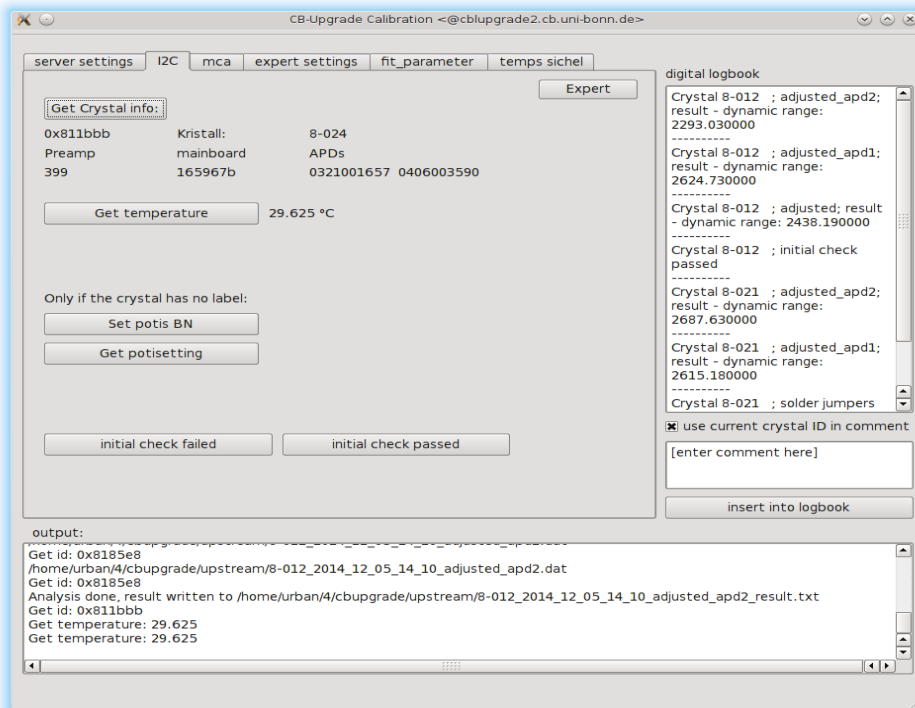 CB-Upgrade Calibration <@cblupgrade2.cb.uni-bonn.de>
server settings I2C mca expert settings fit_parameter temps sichel
Expert
Get Crystal info:
0x811bbb Kristall: 8-024
Preamp mainboard APDs
399 165967b 0321001657 0406003590
Get temperature 29.625 °C
Only if the crystal has no label:
Set potis BN
Get potisetting
initial check failed initial check passed
digital logbook
Crystal 8-012 ; adjusted_apd2;
result - dynamic range:
2293.030000
----------
Crystal 8-012 ; adjusted_apd1;
result - dynamic range:
2624.730000
----------
Crystal 8-012 ; adjusted; result
- dynamic range: 2438.190000
----------
Crystal 8-012 ; initial check
passed
----------
Crystal 8-021 ; adjusted_apd2;
result - dynamic range:
2687.630000
----------
Crystal 8-021 ; adjusted_apd1;
result - dynamic range:
2615.180000
----------
Crystal 8-021 ; solder jumpers
use current crystal ID in comment
[enter comment here]
insert into logbook
output:
Get id: 0x8185e8
/home/urban/4/cbupgrade/upstream/8-012_2014_12_05_14_10_adjusted_apd2.dat
Get id: 0x8185e8
Analysis done, result written to /home/urban/4/cbupgrade/upstream/8-012_2014_12_05_14_10_adjusted_apd2_result.txt
Get id: 0x811bbb
Get temperature: 29.625
Get temperature: 29.625